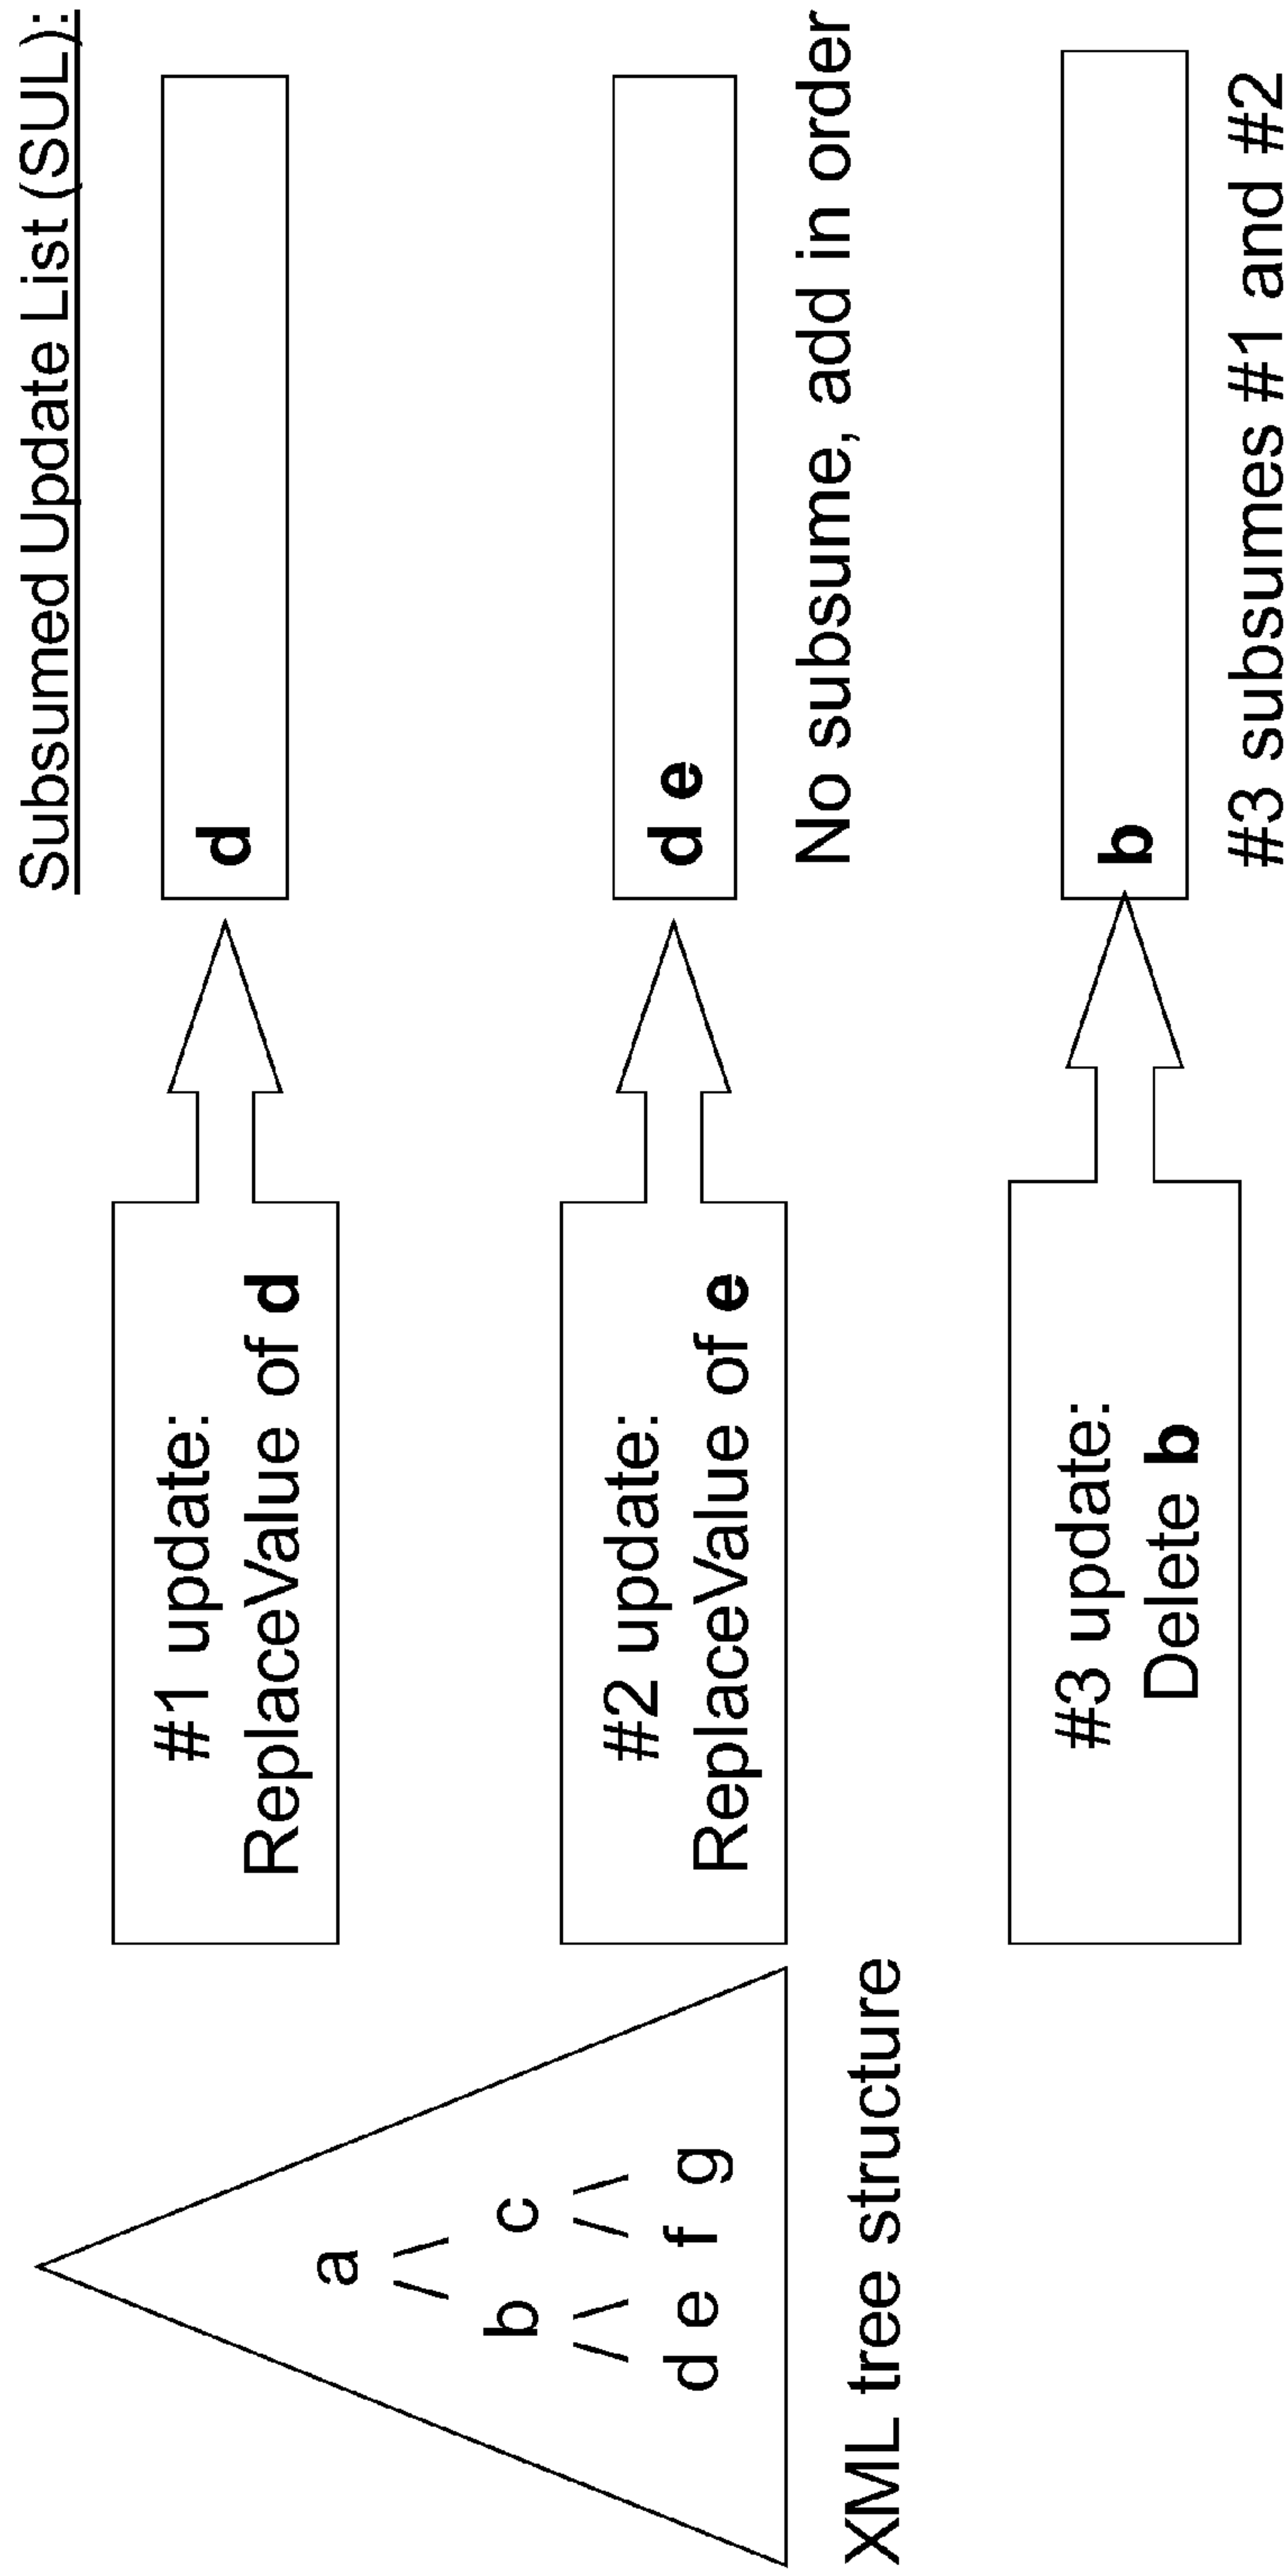 Subsumed Update List (SUL):
#1 update:
ReplaceValue of d
d
a
/ \
b c
/ \ / \
d e f g
XML tree structure
#2 update:
ReplaceValue of e
d e
No subsume, add in order
#3 update:
Delete b
b
#3 subsumes #1 and #2